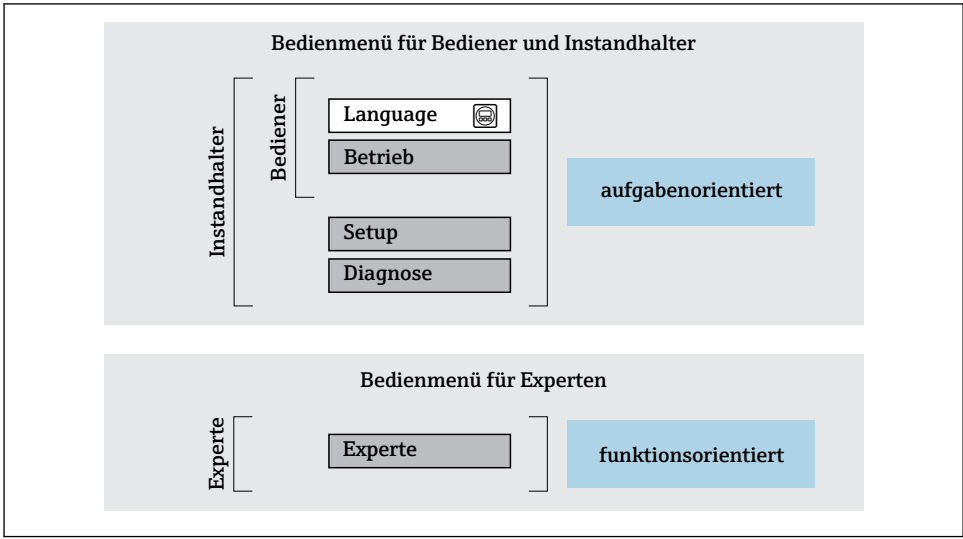 Bedienmenü für Bediener und Instandhalter
Instandhalter
Bediener
Language
Betrieb
Setup
Diagnose
aufgabenorientiert
Bedienmenü für Experten
Experte
Experte
funktionsorientiert